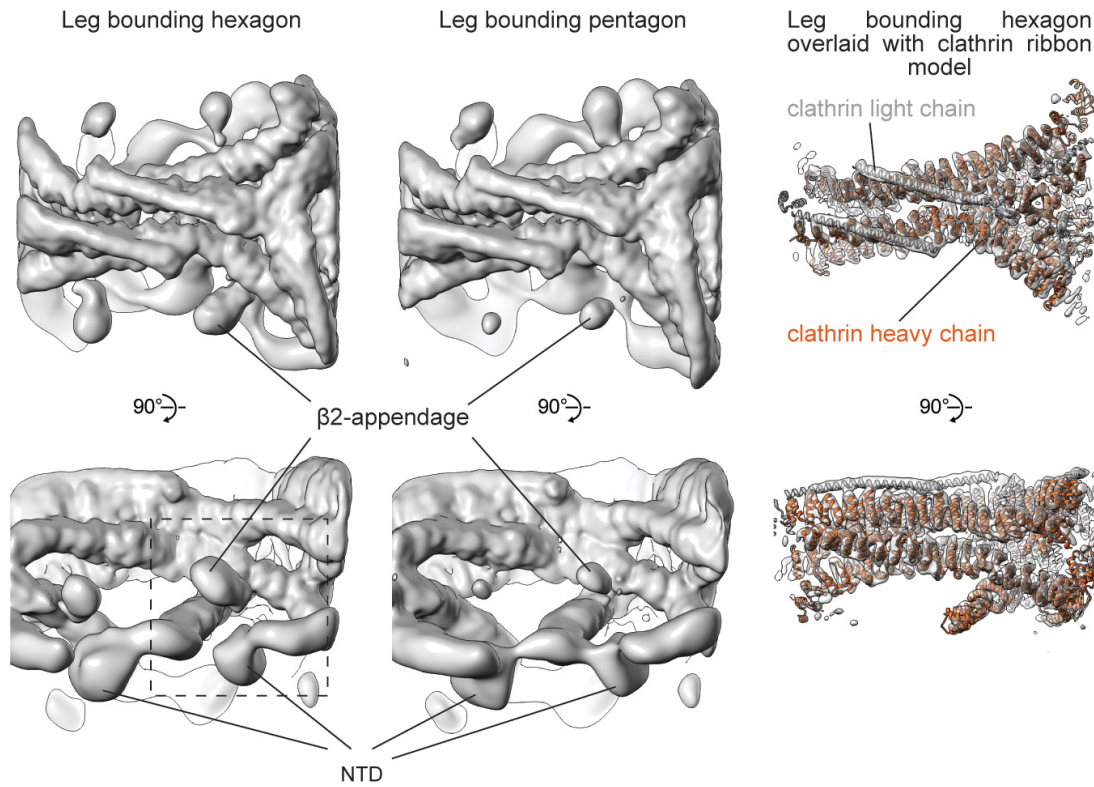 Leg bounding hexagon
Leg bounding pentagon
Leg bounding hexagon
overlaid with clathrin ribbon
model
clathrin light chain
clathrin heavy chain
90°
90°
90°
β2-appendage
NTD